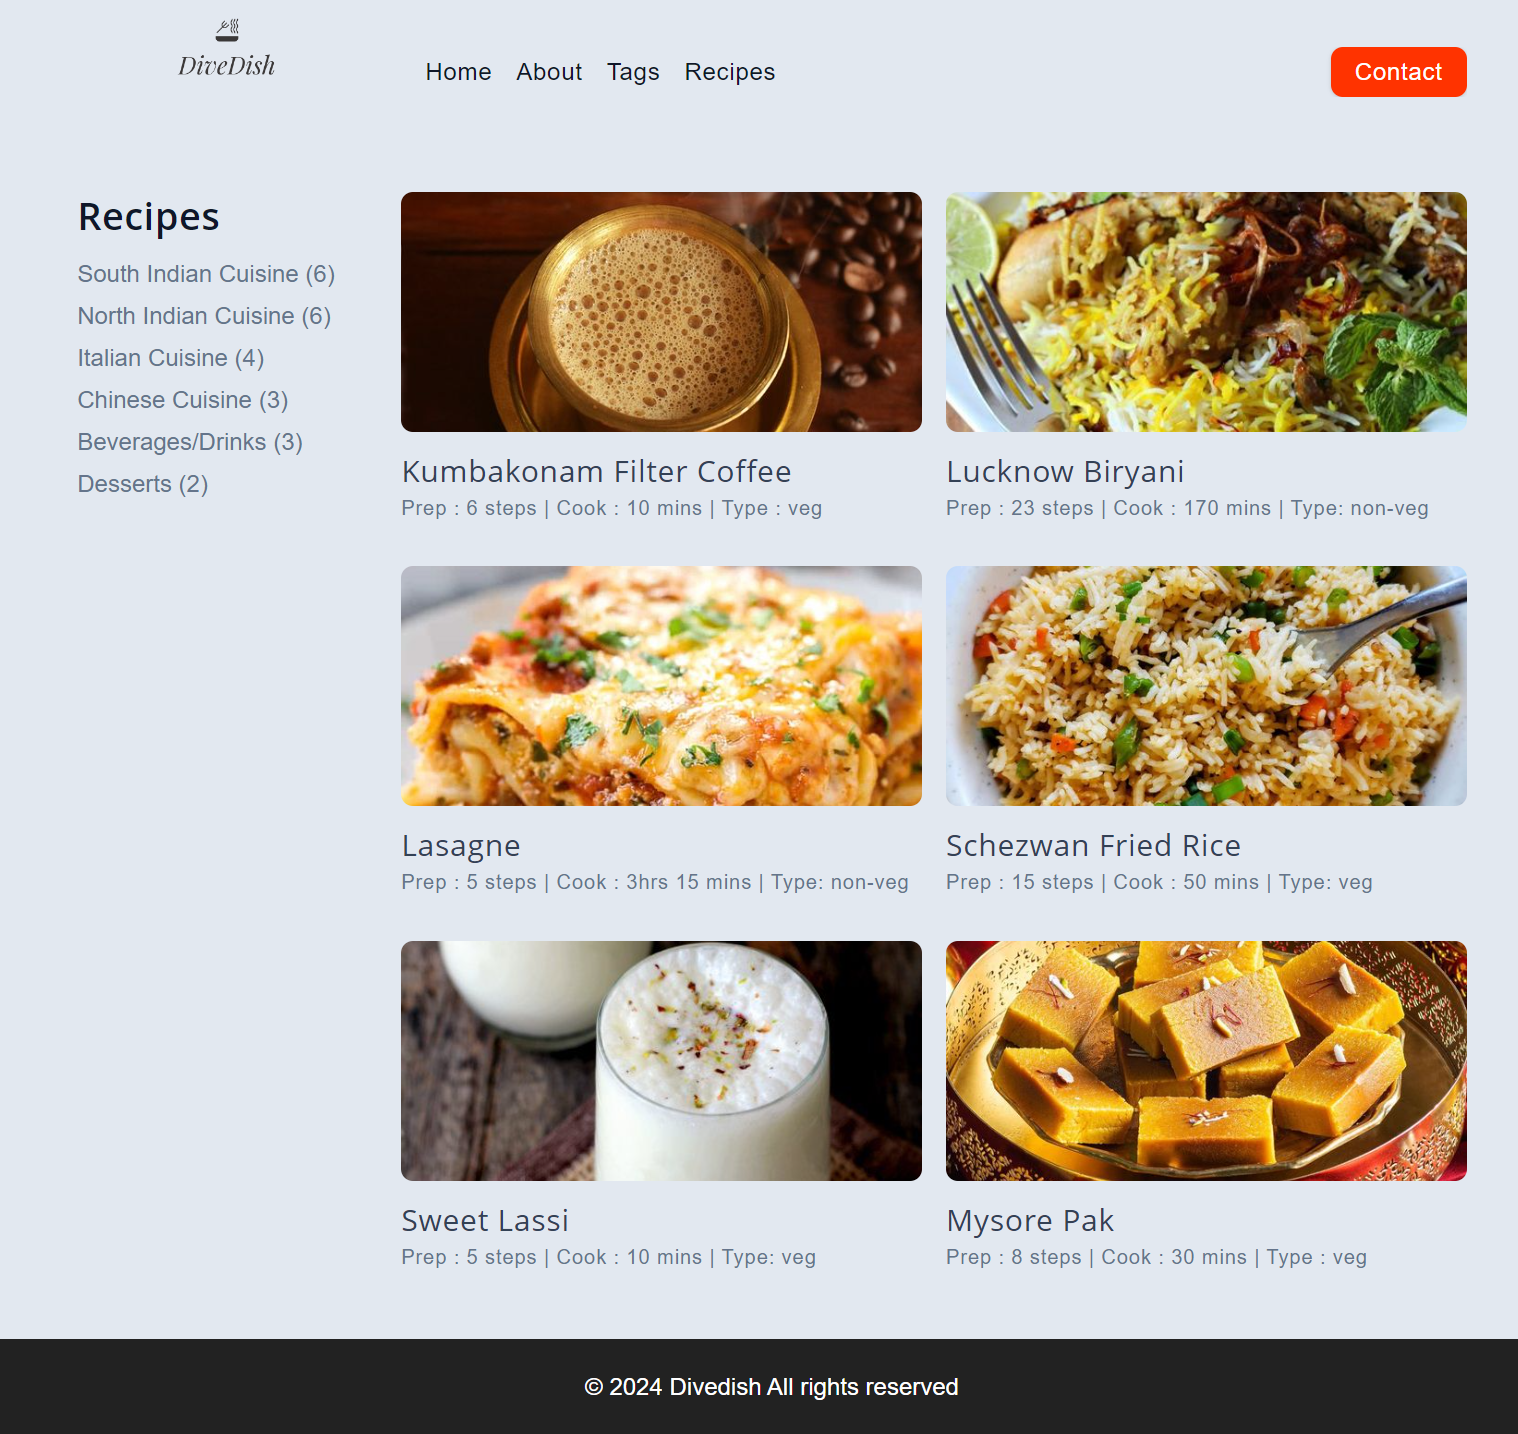 DiveDish
Home About Tags Recipes
Contact
Recipes
South Indian Cuisine (6)
North Indian Cuisine (6)
Italian Cuisine (4)
Chinese Cuisine (3)
Beverages/Drinks (3)
Desserts (2)
Kumbakonam Filter Coffee
Prep : 6 steps | Cook : 10 mins | Type : veg
Lucknow Biryani
Prep : 23 steps | Cook : 170 mins | Type: non-veg
Lasagne
Prep : 5 steps | Cook : 3hrs 15 mins | Type: non-veg
Schezwan Fried Rice
Prep : 15 steps | Cook : 50 mins | Type: veg
Sweet Lassi
Prep : 5 steps | Cook : 10 mins | Type: veg
Mysore Pak
Prep : 8 steps | Cook : 30 mins | Type : veg
© 2024 Divedish All rights reserved